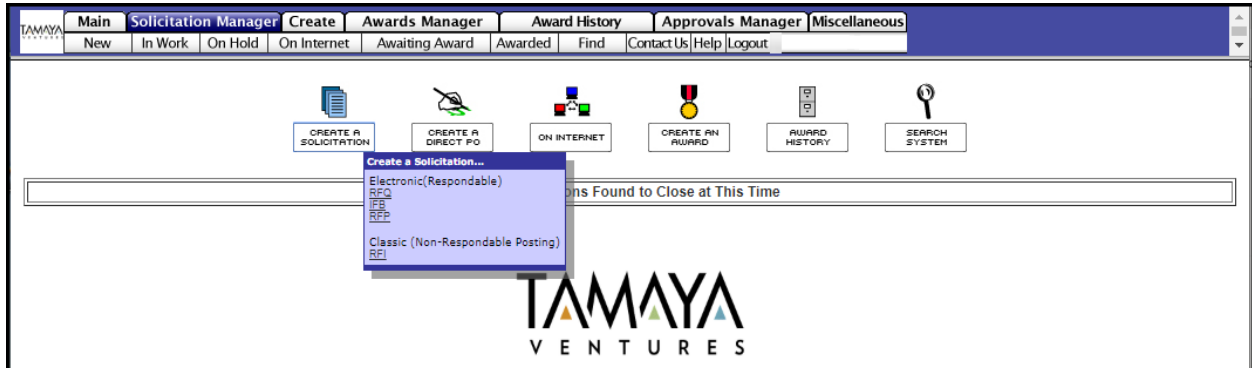 TAMAYA
VENTURES
Main Solicitation Manager Create Awards Manager Award History Approvals Manager Miscellaneous
New In Work On Hold On Internet Awaiting Award Awarded Find Contact Us Help Logout
CREATE A
SOLICITATION
CREATE A
DIRECT PO
ON INTERNET
CREATE AN
AWARD
AWARD
HISTORY
SEARCH
SYSTEM
Create a Solicitation...
Electronic(Respondable)
RFQ
IFB
RFP
Classic (Non-Respondable Posting)
RFI
ons Found to Close at This Time
TAMAYA
VENTURES